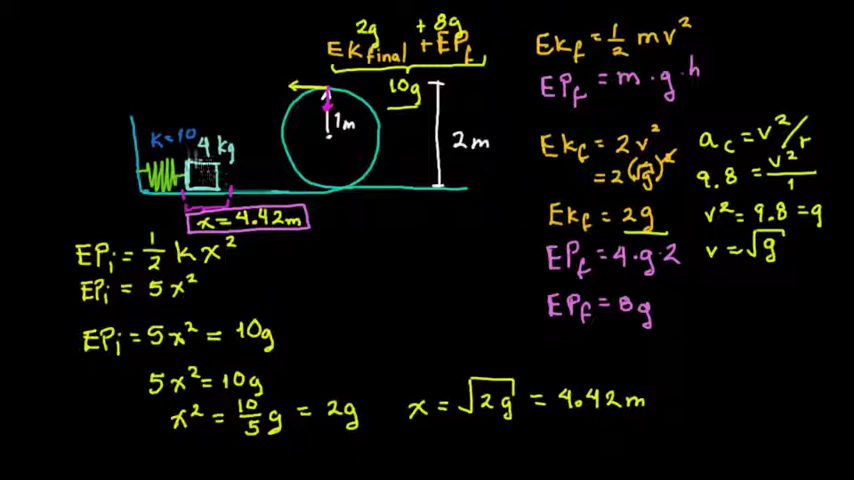 2g + 8g
EKfinal + EPf
10g
K=10
4 kg
1m
2m
x=4.42m
EPi = 1/2 kx²
EPi = 5x²
EPi = 5x² = 10g
5x² = 10g
x² = 10/5 g = 2g
x = √2g = 4.42m
EKf = 1/2 mv²
EPf = m·g·h
EKf = 2v²
= 2(√g)²
EKf = 2g
EPf = 4·g·2
EPf = 8g
ac = v²/r
9.8 = v²/1
v² = 9.8 = g
v = √g